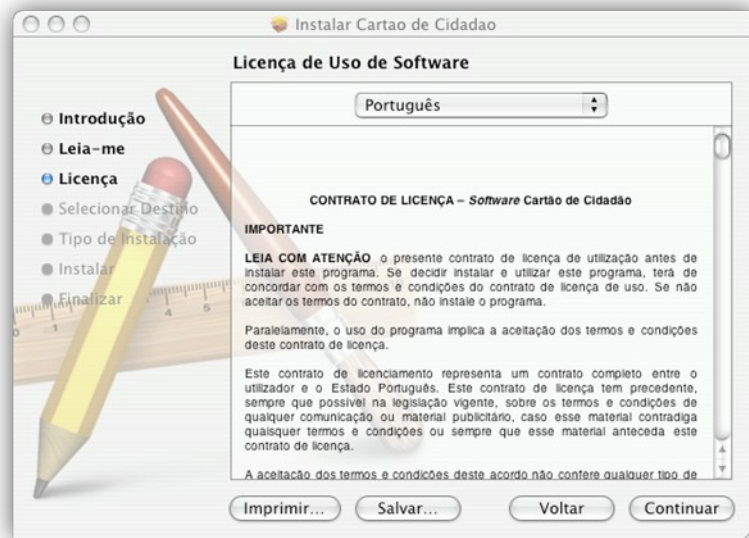 Instalar Cartao de Cidadao
Licença de Uso de Software
Introdução
Leia-me
Licença
Selecionar Destino
Tipo de Instalação
Instalar
Finalizar
Português
CONTRATO DE LICENÇA – Software Cartão de Cidadão
IMPORTANTE
LEIA COM ATENÇÃO o presente contrato de licença de utilização antes de
instalar este programa. Se decidir instalar e utilizar este programa, terá de
concordar com os termos e condições do contrato de licença de uso. Se não
aceitar os termos do contrato, não instale o programa.
Paralelamente, o uso do programa implica a aceitação dos termos e condições
deste contrato de licença.
Este contrato de licenciamento representa um contrato completo entre o
utilizador e o Estado Português. Este contrato de licença tem precedente,
sempre que possível na legislação vigente, sobre os termos e condições de
qualquer comunicação ou material publicitário, caso esse material contradiga
quaisquer termos e condições ou sempre que esse material anteceda este
contrato de licença.
A aceitação dos termos e condições deste acordo não confere qualquer tipo de
Imprimir...
Salvar...
Voltar
Continuar